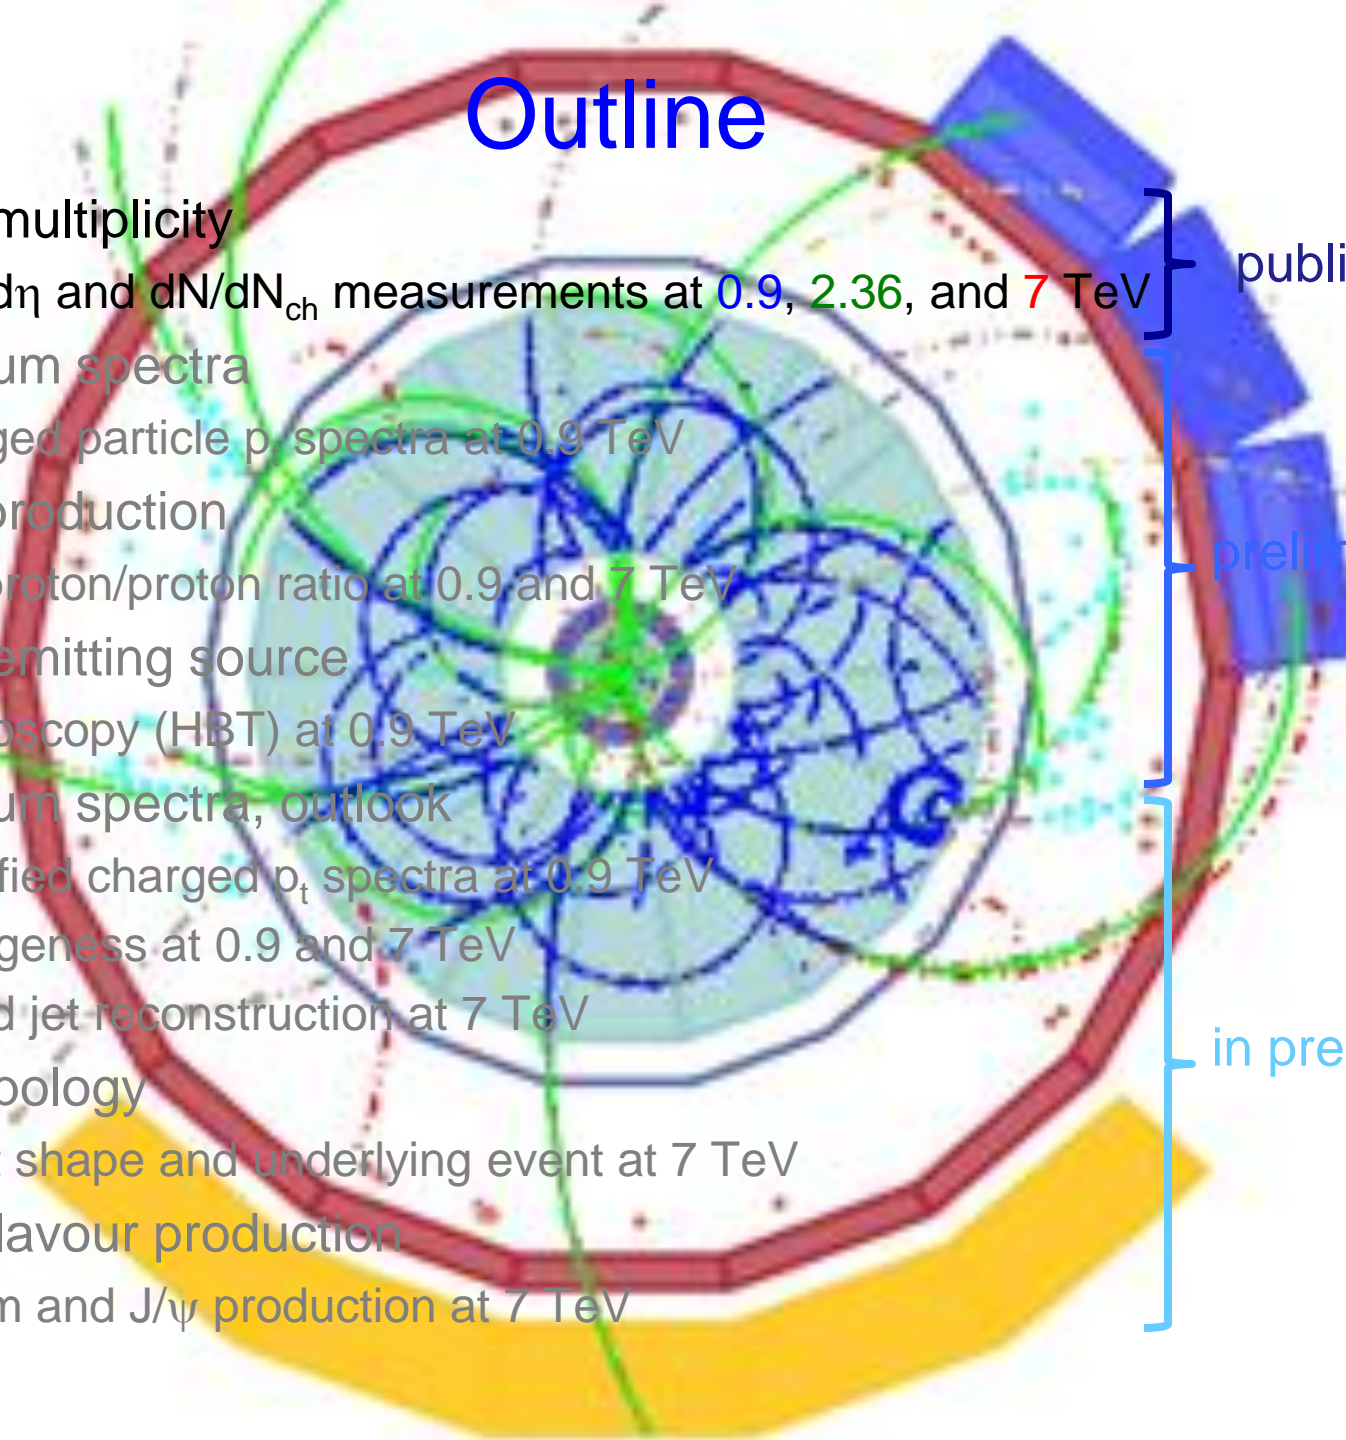 Outline
multiplicity
dη and dN/dNch measurements at 0.9, 2.36, and 7 TeV
publi
um spectra
ged particle pt spectra at 0.9 TeV
production
proton/proton ratio at 0.9 and 7 TeV
prelim
emitting source
oscopy (HBT) at 0.9 TeV
um spectra, outlook
ified charged pt spectra at 0.9 TeV
geness at 0.9 and 7 TeV
d jet reconstruction at 7 TeV
in pre
pology
t shape and underlying event at 7 TeV
lavour production
m and J/ψ production at 7 TeV